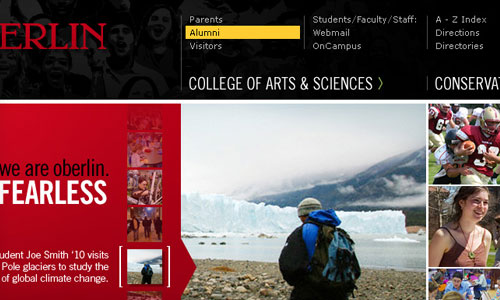 ERLIN
Parents
Alumni
Visitors
Students/Faculty/Staff:
Webmail
OnCampus
A - Z Index
Directions
Directories
COLLEGE OF ARTS & SCIENCES >
CONSERVAT
we are oberlin.
FEARLESS
udent Joe Smith '10 visits
Pole glaciers to study the
of global climate change.